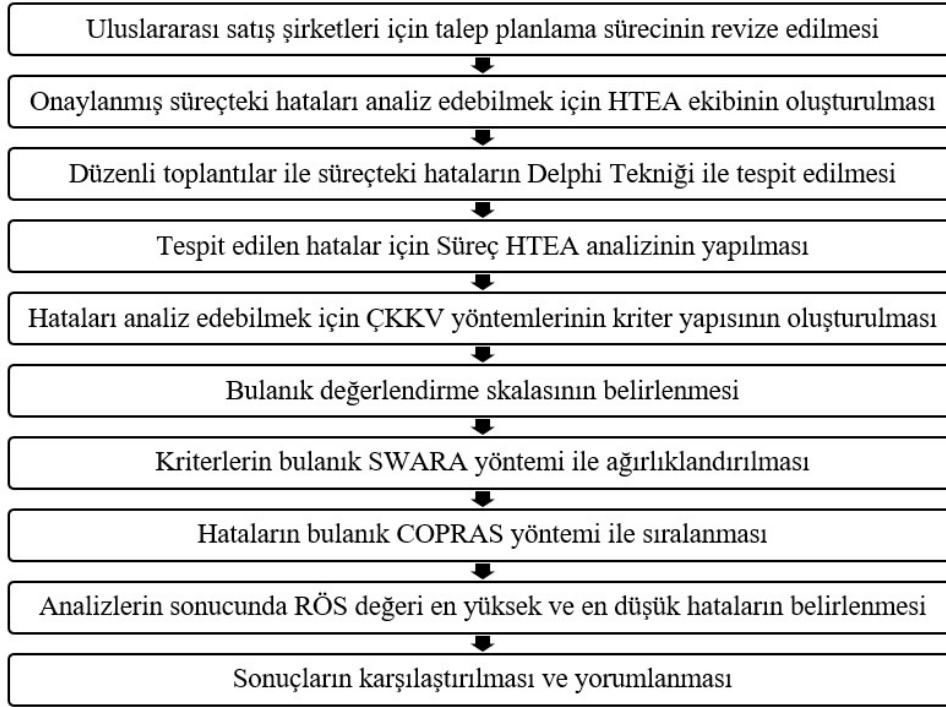 Uluslararası satış şirketleri için talep planlama sürecinin revize edilmesi
Onaylanmış süreçteki hataları analiz edebilmek için HTEA ekibinin oluşturulması
Düzenli toplantılar ile süreçteki hataların Delphi Tekniği ile tespit edilmesi
Tespit edilen hatalar için Süreç HTEA analizinin yapılması
Hataları analiz edebilmek için ÇKKV yöntemlerinin kriter yapısının oluşturulması
Bulanık değerlendirme skalasının belirlenmesi
Kriterlerin bulanık SWARA yöntemi ile ağırlıklandırılması
Hataların bulanık COPRAS yöntemi ile sıralanması
Analizlerin sonucunda RÖS değeri en yüksek ve en düşük hataların belirlenmesi
Sonuçların karşılaştırılması ve yorumlanması